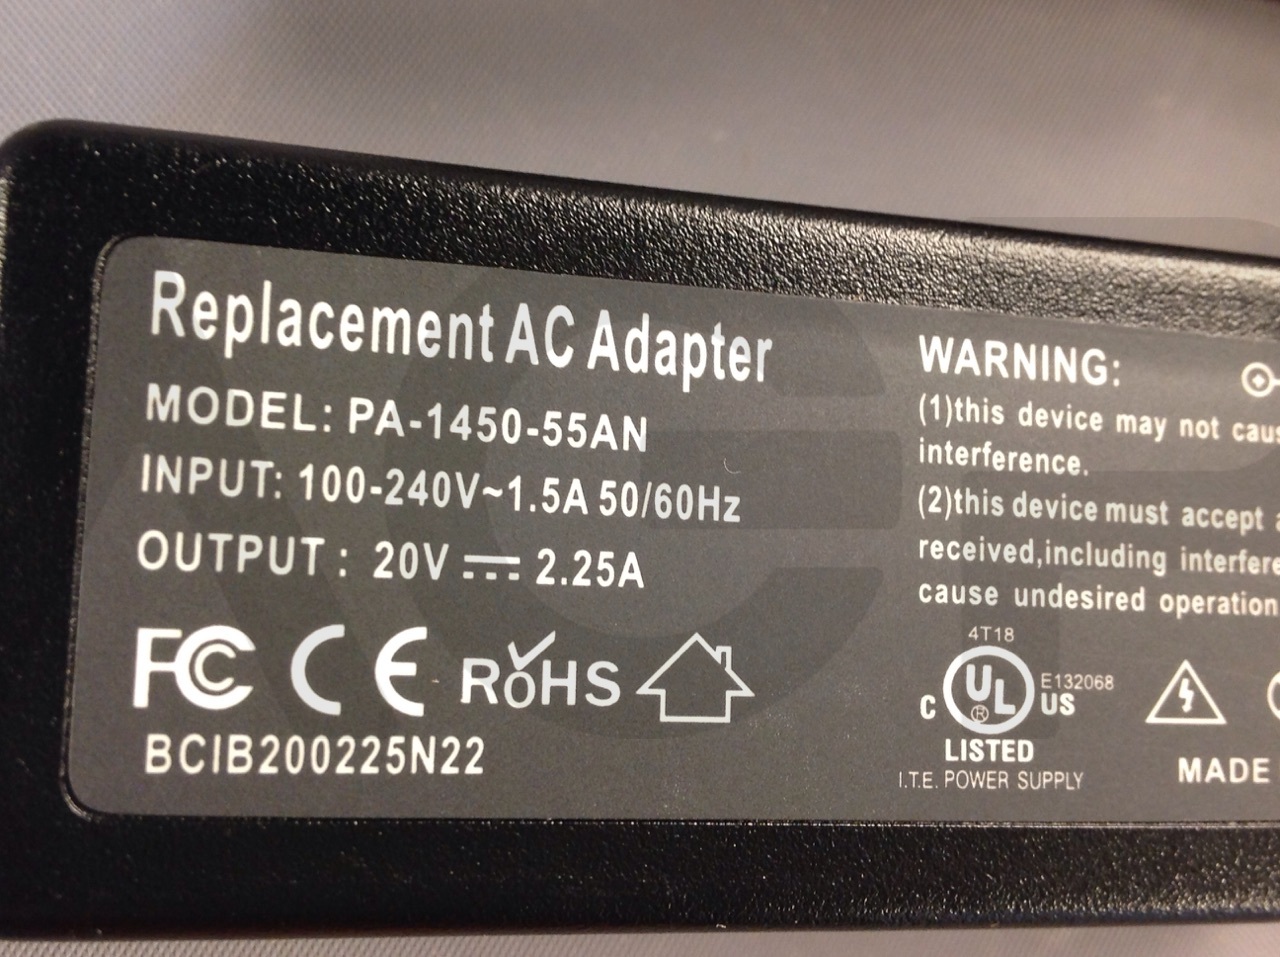 Replacement AC Adapter
MODEL: PA-1450-55AN
INPUT: 100-240V~1.5A 50/60Hz
OUTPUT : 20V ⎓ 2.25A
FC CE RoHS
BCIB200225N22
WARNING:
(1)this device may not
interference.
(2)this device must accept
received,including
cause undesired operation
4T18
C UL ® US
E132068
LISTED
I.T.E. POWER SUPPLY
MADE